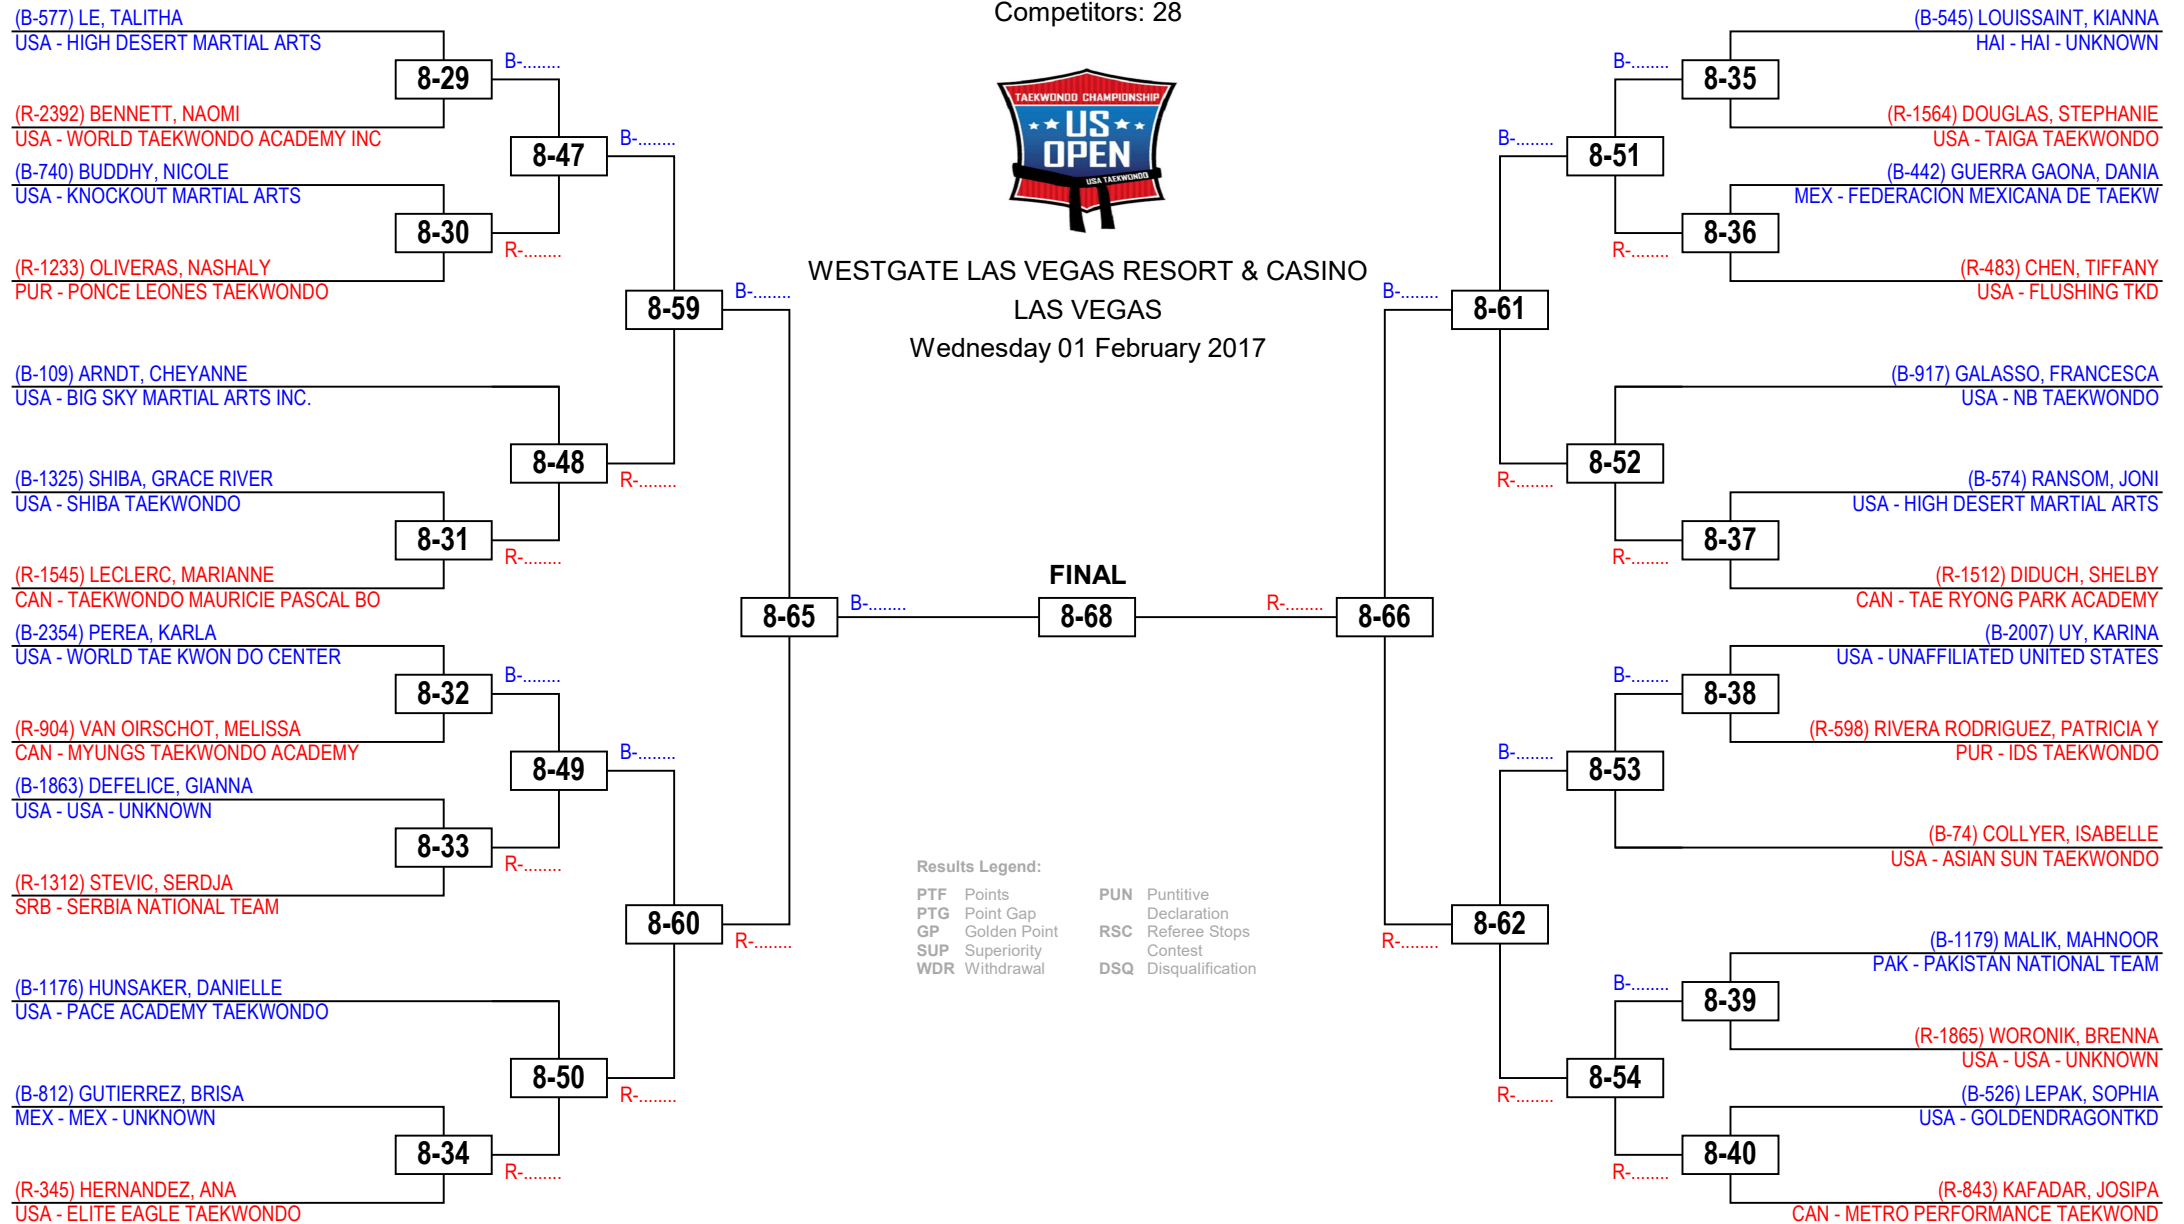 Competitors: 28
TAEKWONDO CHAMPIONSHIP
US
OPEN
USA TAEKWONDO
WESTGATE LAS VEGAS RESORT & CASINO
LAS VEGAS
Wednesday 01 February 2017
(B-577) LE, TALITHA
USA - HIGH DESERT MARTIAL ARTS
8-29
B-........
(R-2392) BENNETT, NAOMI
USA - WORLD TAEKWONDO ACADEMY INC
8-47
B-........
(B-740) BUDDHY, NICOLE
USA - KNOCKOUT MARTIAL ARTS
8-30
R-........
(R-1233) OLIVERAS, NASHALY
PUR - PONCE LEONES TAEKWONDO
8-59
B-........
(B-109) ARNDT, CHEYANNE
USA - BIG SKY MARTIAL ARTS INC.
8-48
R-........
(B-1325) SHIBA, GRACE RIVER
USA - SHIBA TAEKWONDO
8-31
R-........
(R-1545) LECLERC, MARIANNE
CAN - TAEKWONDO MAURICIE PASCAL BO
8-65
B-........
(B-2354) PEREA, KARLA
USA - WORLD TAE KWON DO CENTER
8-32
B-........
(R-904) VAN OIRSCHOT, MELISSA
CAN - MYUNGS TAEKWONDO ACADEMY
8-49
B-........
(B-1863) DEFELICE, GIANNA
USA - USA - UNKNOWN
8-33
R-........
(R-1312) STEVIC, SERDJA
SRB - SERBIA NATIONAL TEAM
8-60
R-........
(B-1176) HUNSAKER, DANIELLE
USA - PACE ACADEMY TAEKWONDO
8-50
R-........
(B-812) GUTIERREZ, BRISA
MEX - MEX - UNKNOWN
8-34
R-........
(R-345) HERNANDEZ, ANA
USA - ELITE EAGLE TAEKWONDO
FINAL
8-68
(B-545) LOUISSAINT, KIANNA
HAI - HAI - UNKNOWN
B-........
8-35
(R-1564) DOUGLAS, STEPHANIE
USA - TAIGA TAEKWONDO
B-........
8-51
(B-442) GUERRA GAONA, DANIA
MEX - FEDERACION MEXICANA DE TAEKW
R-........
8-36
(R-483) CHEN, TIFFANY
USA - FLUSHING TKD
B-........
8-61
(B-917) GALASSO, FRANCESCA
USA - NB TAEKWONDO
R-........
8-52
(B-574) RANSOM, JONI
USA - HIGH DESERT MARTIAL ARTS
R-........
8-37
(R-1512) DIDUCH, SHELBY
CAN - TAE RYONG PARK ACADEMY
R-........
8-66
(B-2007) UY, KARINA
USA - UNAFFILIATED UNITED STATES
B-........
8-38
(R-598) RIVERA RODRIGUEZ, PATRICIA Y
PUR - IDS TAEKWONDO
B-........
8-53
(B-74) COLLYER, ISABELLE
USA - ASIAN SUN TAEKWONDO
R-........
8-62
(B-1179) MALIK, MAHNOOR
PAK - PAKISTAN NATIONAL TEAM
B-........
8-39
(R-1865) WORONIK, BRENNA
USA - USA - UNKNOWN
R-........
8-54
(B-526) LEPAK, SOPHIA
USA - GOLDENDRAGONTKD
R-........
8-40
(R-843) KAFADAR, JOSIPA
CAN - METRO PERFORMANCE TAEKWOND
Results Legend:
PTF Points PUN Puntitive
PTG Point Gap Declaration
GP Golden Point RSC Referee Stops
SUP Superiority Contest
WDR Withdrawal DSQ Disqualification